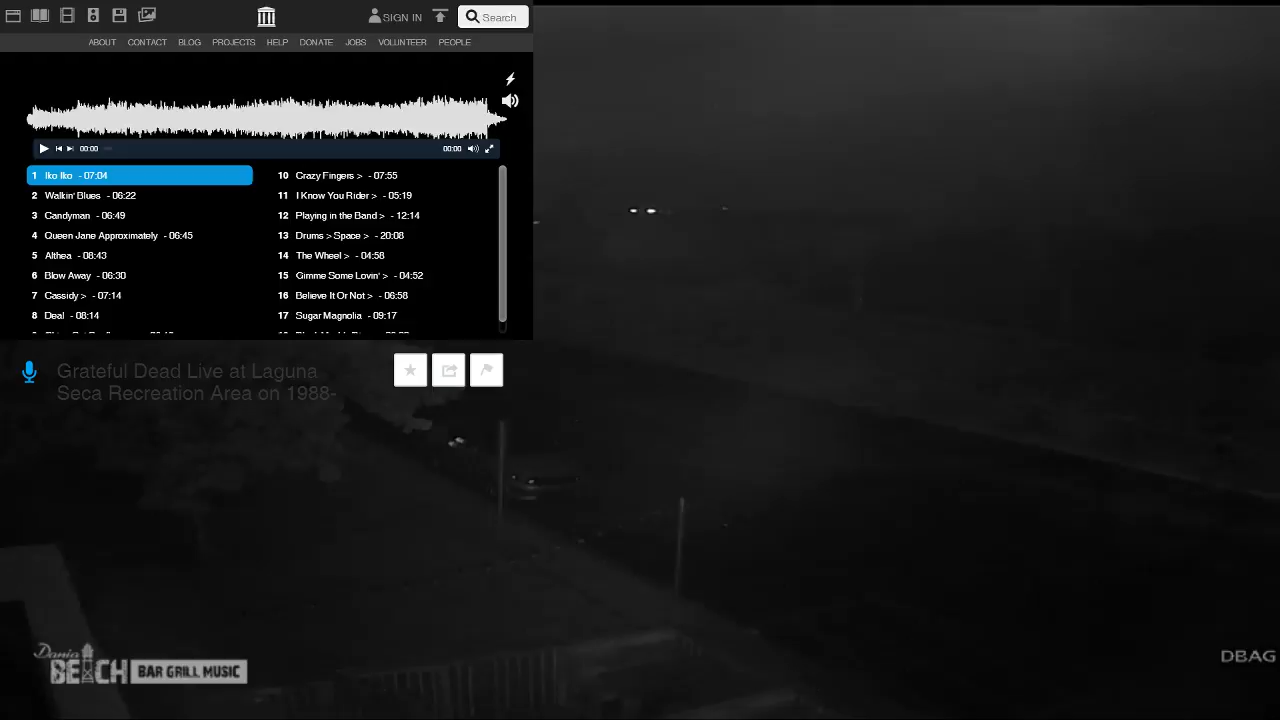 SIGN IN
Search
ABOUT CONTACT BLOG PROJECTS HELP DONATE JOBS VOLUNTEER PEOPLE
00:00 00:00
1 Iko Iko - 07:04
2 Walkin' Blues - 06:22
3 Candyman - 06:49
4 Queen Jane Approximately - 06:45
5 Althea - 08:43
6 Blow Away - 06:30
7 Cassidy > - 07:14
8 Deal - 08:14
10 Crazy Fingers > - 07:55
11 I Know You Rider > - 05:19
12 Playing in the Band > - 12:14
13 Drums > Space > - 20:08
14 The Wheel > - 04:58
15 Gimme Some Lovin' > - 04:52
16 Believe It Or Not > - 06:58
17 Sugar Magnolia - 09:17
Grateful Dead Live at Laguna
Seca Recreation Area on 1988-
Dania
BEACH BAR GRILL MUSIC
DBAG